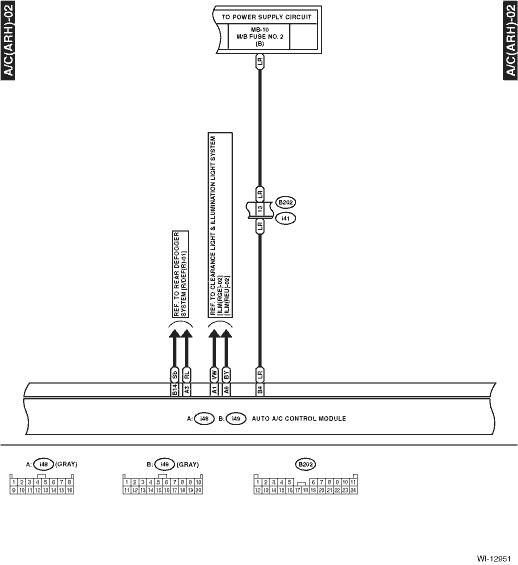 A/C(ARH)-02
A/C(ARH)-02
TO POWER SUPPLY CIRCUIT
MB-10
M/B FUSE NO. 2
(B)
LR
REF. TO CLEARANCE LIGHT & ILLUMINATION LIGHT SYSTEM
ILM(RGE)-02]
ILM(REU)-02]
LR
13
B202
i41
LR
REF. TO REAR DEFOGGER
SYSTEM [R/DEF(R)-01]
Sb
RL
YW
BY
LR
B14
A3
A1
A9
B4
A: i48 B: i49 AUTO A/C CONTROL MODULE
A: i48 (GRAY)
B: i49 (GRAY)
B202
1 2 3 4 5 6 7 8
9 10 11 12 13 14 15 16
1 2 3 4 5 6 7 8 9 10
11 12 13 14 15 16 17 18 19 20
1 2 3 4 5 6 7 8 9 10 11
12 13 14 15 16 17 18 19 20 21 22 23 24
WI-12951